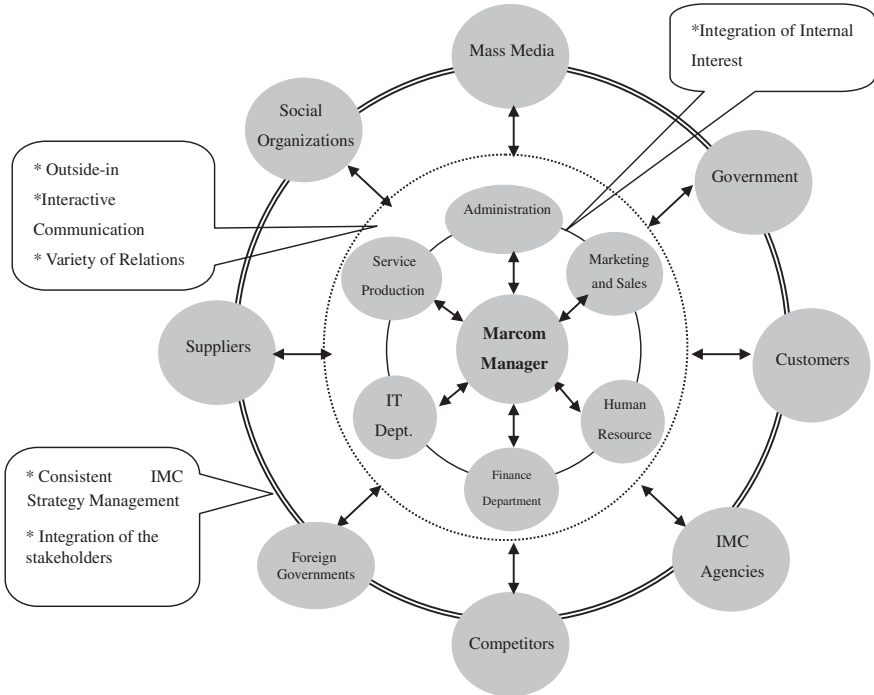 Mass Media
*Integration of Internal
Interest
Social
Organizations
* Outside-in
*Interactive
Communication
* Variety of Relations
Government
Administration
Service
Production
Marketing
and Sales
Marcom
Manager
Suppliers
Customers
IT
Dept.
Human
Resource
Finance
Department
* Consistent IMC
Strategy Management
* Integration of the
stakeholders
Foreign
Governments
IMC
Agencies
Competitors